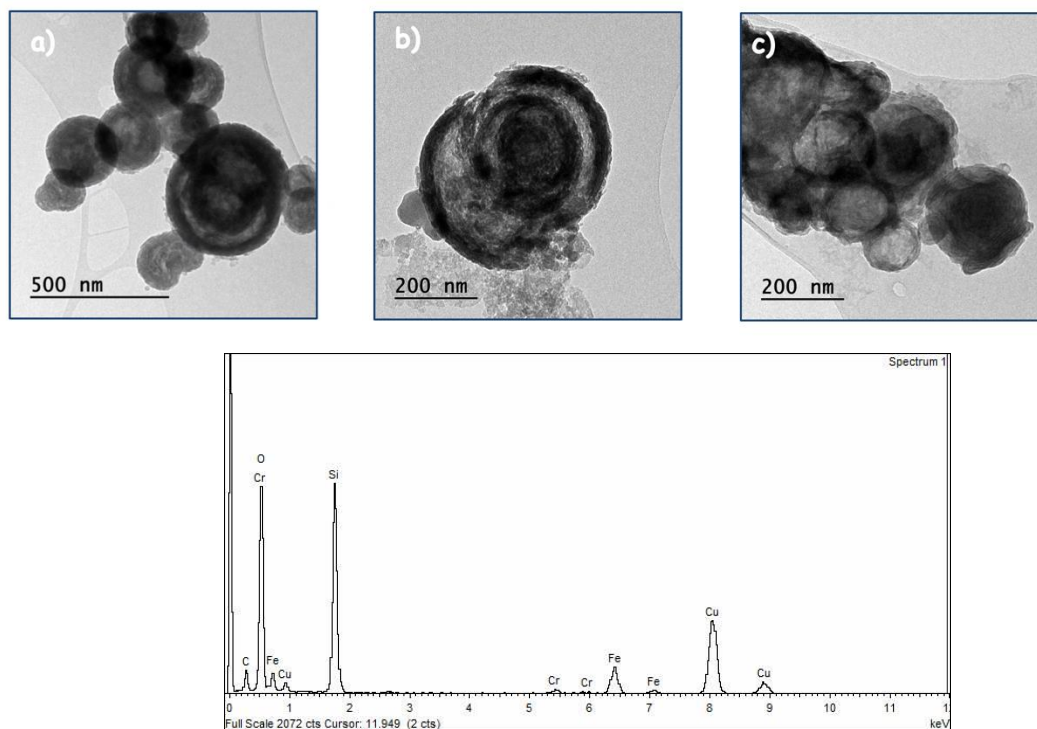 a)
500 nm
b)
200 nm
c)
200 nm
Spectrum 1
O
Cr
Si
C
Fe
Cu
Cr
Cr
Fe
Fe
Cu
Cu
0 1 2 3 4 5 6 7 8 9 10 11 1
Full Scale 2072 cts Cursor: 11.949 (2 cts) keV